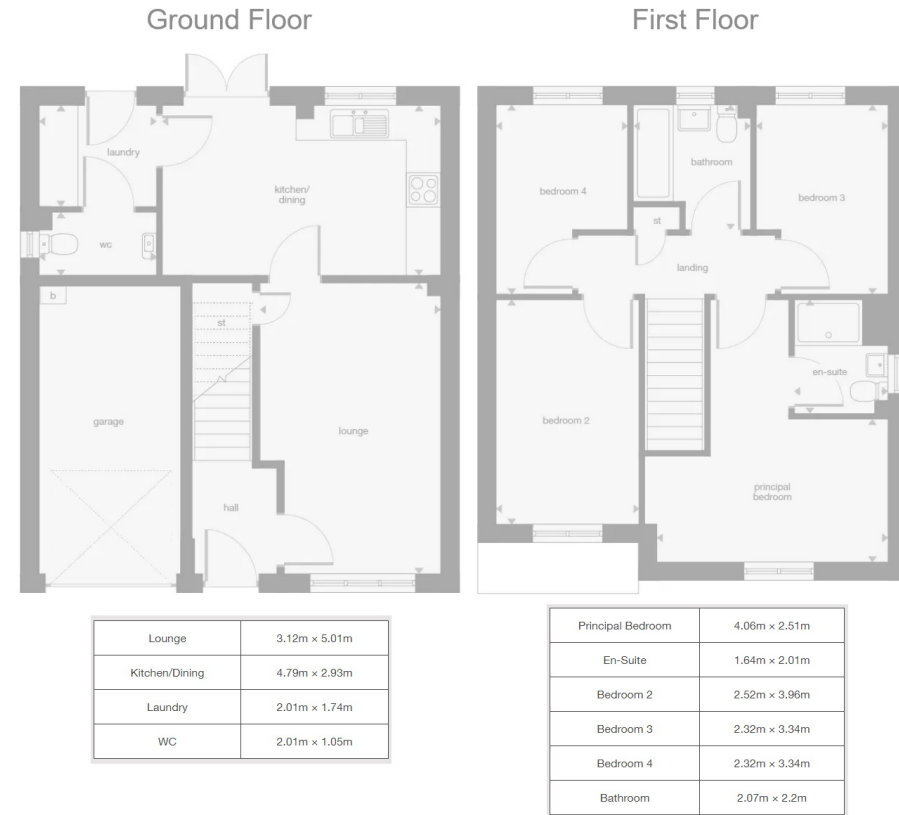 Ground Floor
laundry
kitchen/
dining
wc
b
st
garage
lounge
hall
Lounge 3.12m × 5.01m
Kitchen/Dining 4.79m × 2.93m
Laundry 2.01m × 1.74m
WC 2.01m × 1.05m
First Floor
bedroom 4
bathroom
bedroom 3
st
landing
en-suite
bedroom 2
principal
bedroom
Principal Bedroom 4.06m × 2.51m
En-Suite 1.64m × 2.01m
Bedroom 2 2.52m × 3.96m
Bedroom 3 2.32m × 3.34m
Bedroom 4 2.32m × 3.34m
Bathroom 2.07m × 2.2m